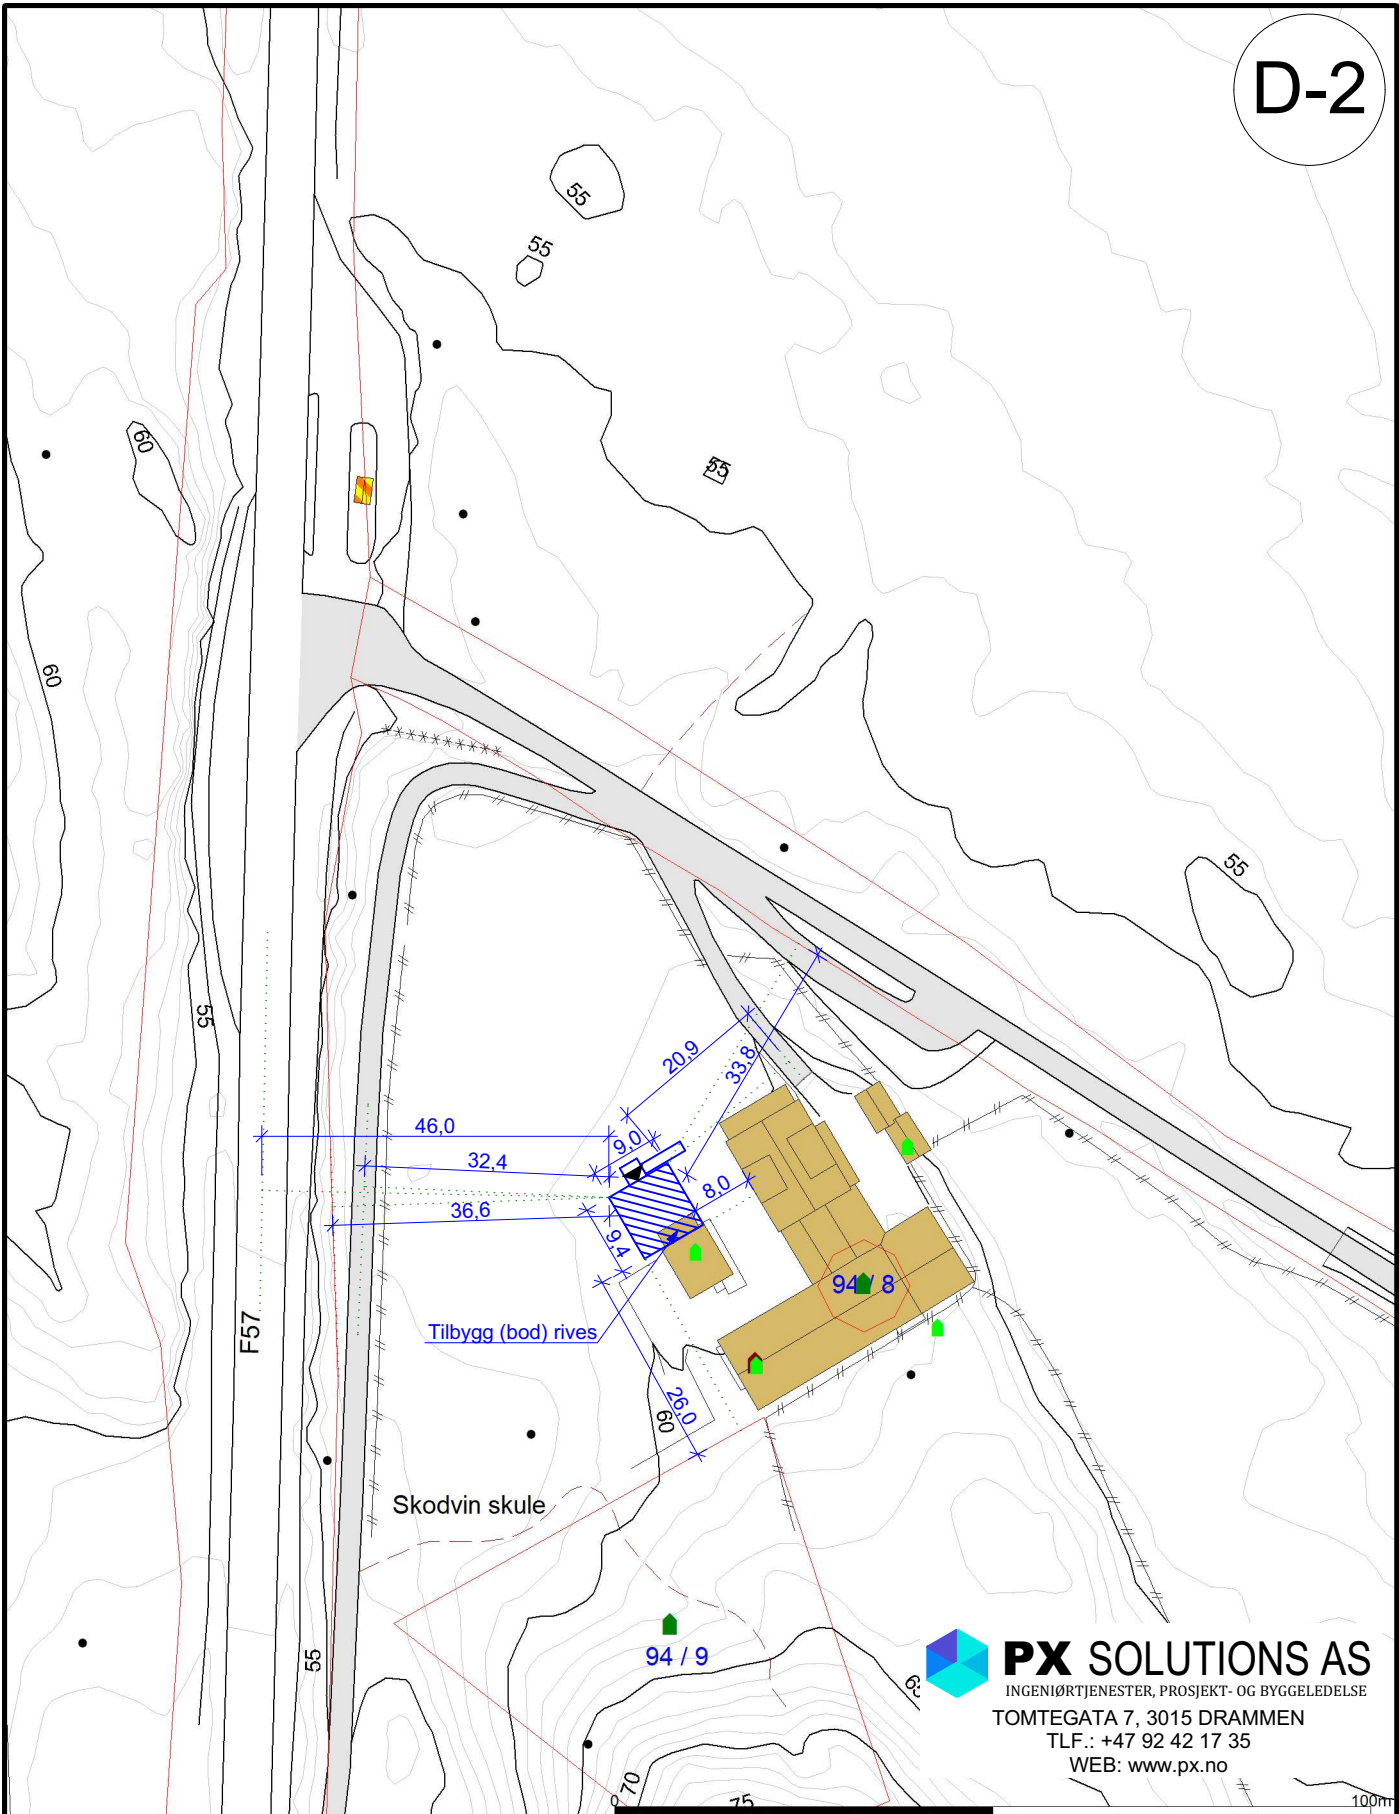 D-2
55
55
60
55
60
55
55
20,9
33,8
46,0
9,0
32,4
8,0
36,6
9,4
94 / 8
F57
Tilbygg (bod) rives
26,0
60
Skodvin skule
94 / 9
55
65
PX SOLUTIONS AS
INGENIØRTJENESTER, PROSJEKT- OG BYGGELEDELSE
TOMTEGATA 7, 3015 DRAMMEN
TLF.: +47 92 42 17 35
WEB: www.px.no
70
75
0
100m